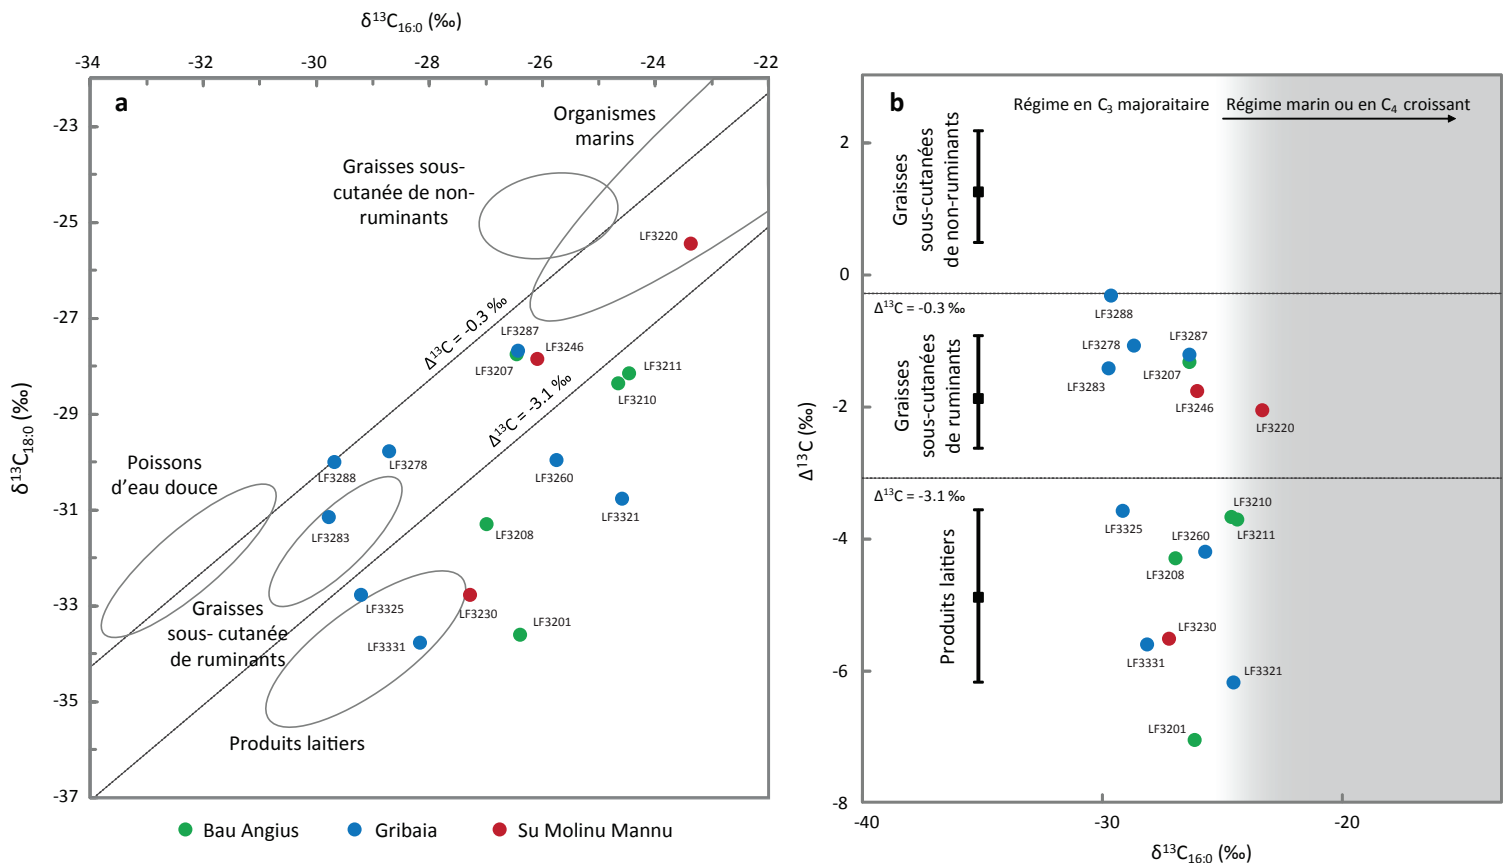 δ¹³C₁₆:₀ (‰)
-34
-32
-30
-28
-26
-24
-22
a
-23
-25
-27
-29
-31
-33
-35
-37
δ¹³C₁₈:₀ (‰)
Organismes
marins
Graisses sous-
cutanée de non-
ruminants
LF3220
Δ¹³C = -0.3 ‰
LF3287
LF3246
LF3207
LF3211
LF3210
Δ¹³C = -3.1 ‰
Poissons
d’eau douce
LF3288
LF3278
LF3260
LF3321
LF3283
LF3208
Graisses
sous- cutanée
de ruminants
LF3325
LF3230
LF3201
LF3331
Produits laitiers
Bau Angius
Gribaia
Su Molinu Mannu
b
Régime en C₃ majoraitaire
Régime marin ou en C₄ croissant
2
0
-2
-4
-6
-8
Δ¹³C (‰)
Graisses
sous-cutanées
de non-ruminants
Δ¹³C = -0.3 ‰
LF3288
LF3278
LF3287
LF3283
LF3207
LF3246
LF3220
Graisses
sous-cutanées
de ruminants
Δ¹³C = -3.1 ‰
LF3210
LF3325
LF3260
LF3211
LF3208
Produits laitiers
LF3230
LF3331
LF3321
LF3201
-40
-30
-20
δ¹³C₁₆:₀ (‰)